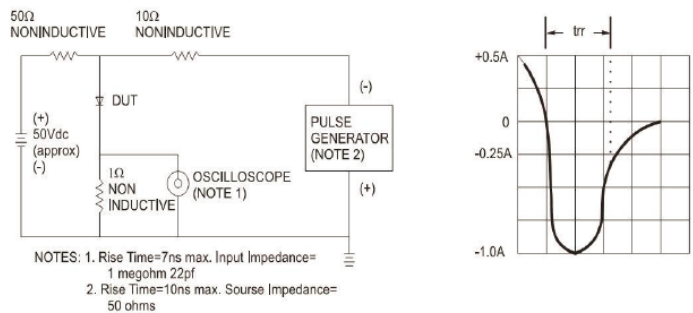 50Ω
NONINDUCTIVE
10Ω
NONINDUCTIVE
DUT
(+)
50Vdc
(approx)
(-)
1Ω
NON
INDUCTIVE
OSCILLOSCOPE
(NOTE 1)
(-)
PULSE
GENERATOR
(NOTE 2)
(+)
NOTES: 1. Rise Time=7ns max. Input Impedance=
1 megohm 22pf
2. Rise Time=10ns max. Sourse Impedance=
50 ohms
trr
+0.5A
0
-0.25A
-1.0A